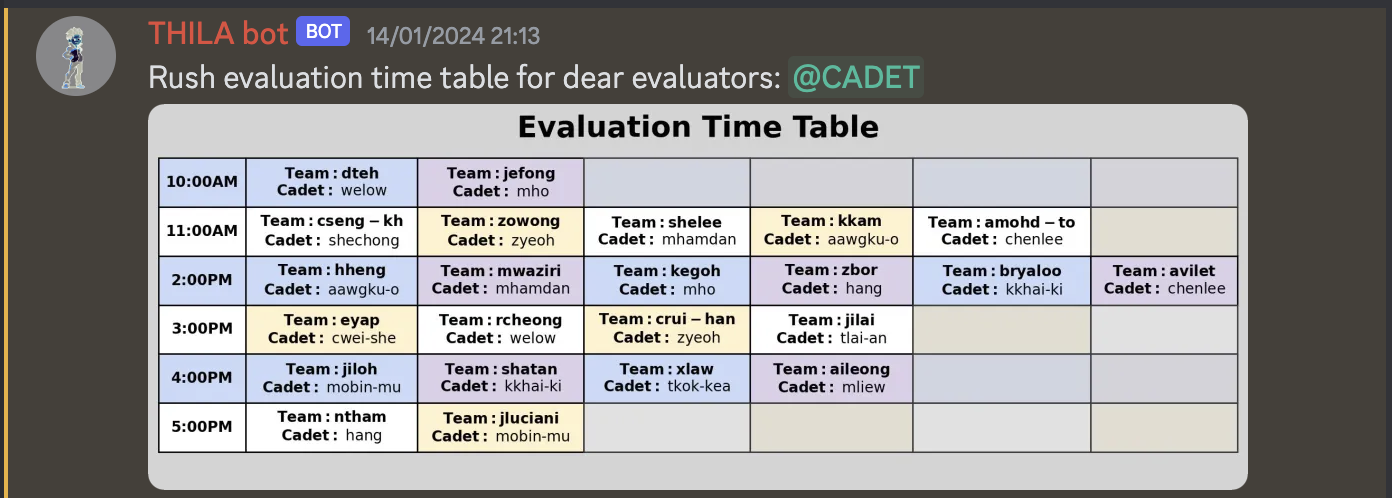 THILA bot BOT 14/01/2024 21:13
Rush evaluation time table for dear evaluators: @CADET
Evaluation Time Table
10:00AM
Team : dteh
Cadet : welow
Team : jefong
Cadet : mho
11:00AM
Team : cseng – kh
Cadet : shechong
Team : zowong
Cadet : zyeoh
Team : shelee
Cadet : mhamdan
Team : kkam
Cadet : aawgku-o
Team : amohd – to
Cadet : chenlee
2:00PM
Team : hheng
Cadet : aawgku-o
Team : mwaziri
Cadet : mhamdan
Team : kegoh
Cadet : mho
Team : zbor
Cadet : hang
Team : bryaloo
Cadet : kkhai-ki
Team : avilet
Cadet : chenlee
3:00PM
Team : eyap
Cadet : cwei-she
Team : rcheong
Cadet : welow
Team : crui – han
Cadet : zyeoh
Team : jilai
Cadet : tlai-an
4:00PM
Team : jiloh
Cadet : mobin-mu
Team : shatan
Cadet : kkhai-ki
Team : xlaw
Cadet : tkok-kea
Team : aileong
Cadet : mliew
5:00PM
Team : ntham
Cadet : hang
Team : jluciani
Cadet : mobin-mu